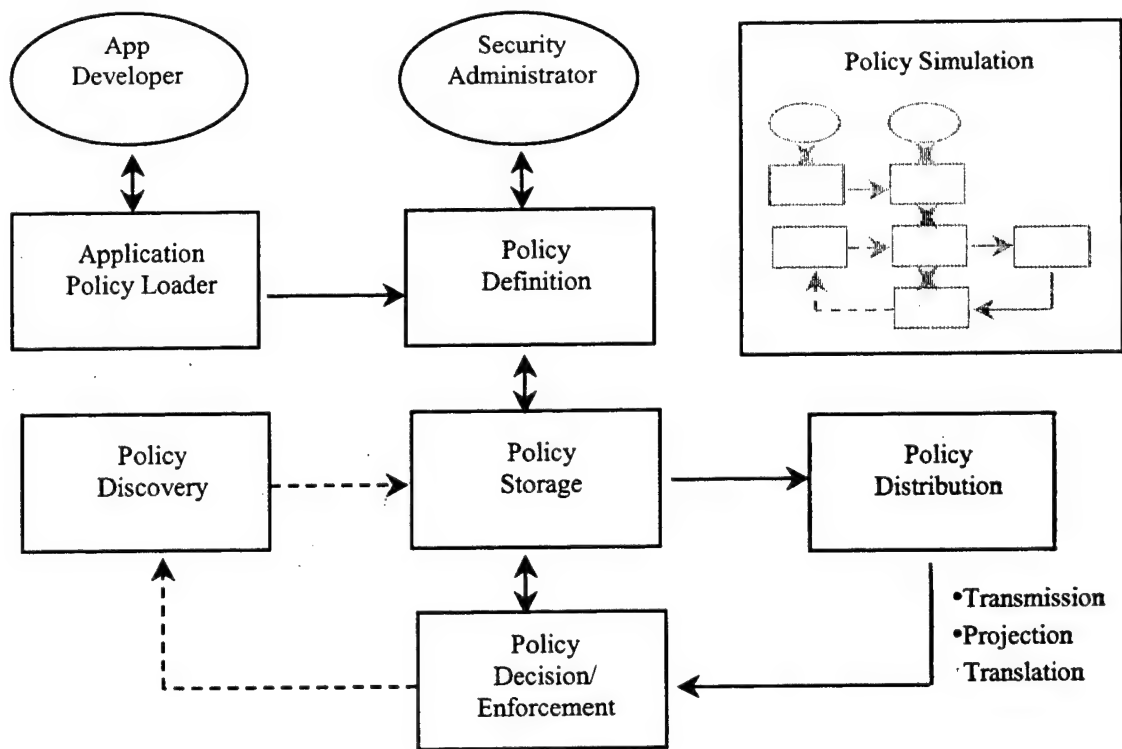 App
Developer
Security
Administrator
Policy Simulation
Application
Policy Loader
Policy
Definition
Policy
Discovery
Policy
Storage
Policy
Distribution
•Transmission
•Projection
Translation
Policy
Decision/
Enforcement